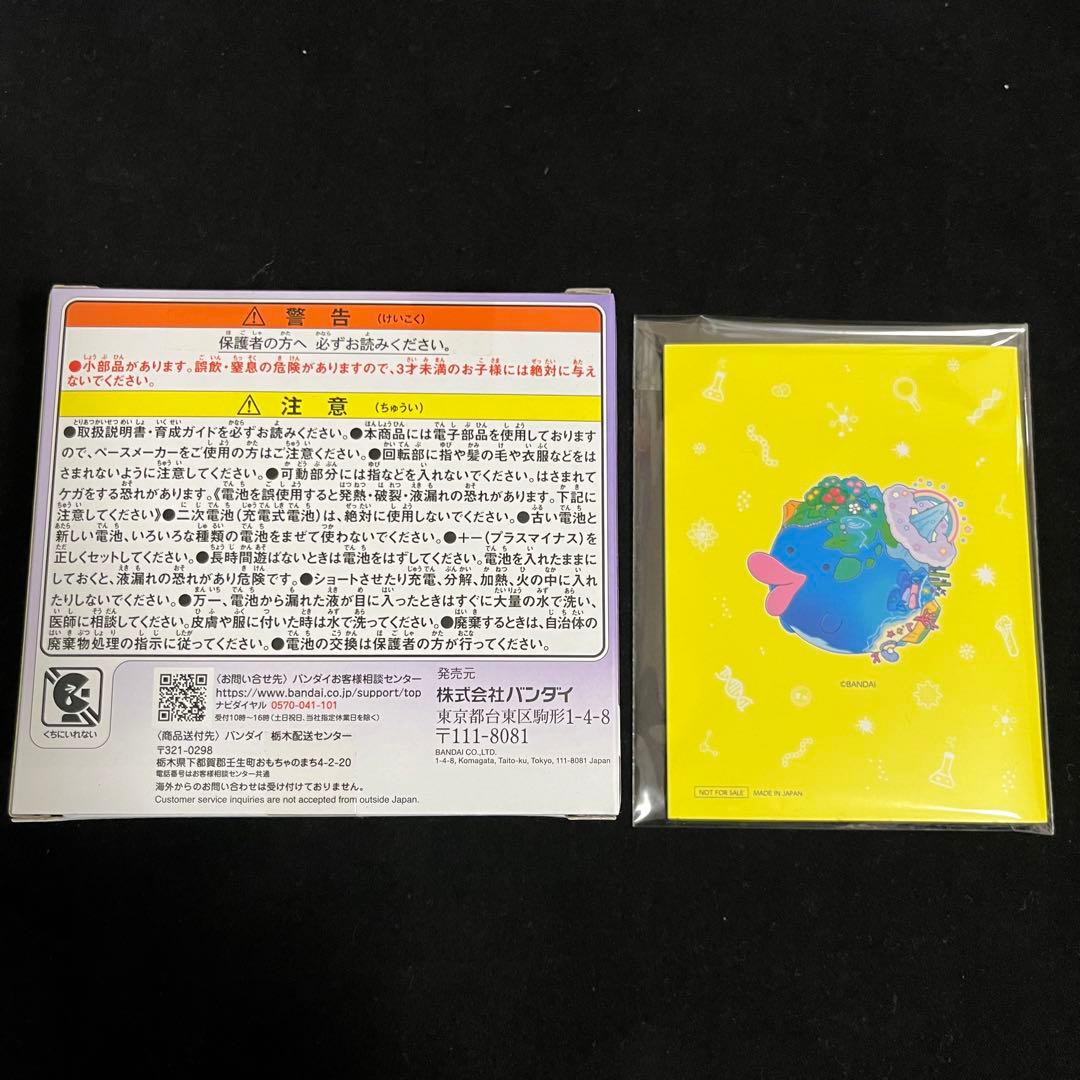 ⚠ 警告 (けいこく)
保護者の方へ 必ずお読みください。
●小部品があります。誤飲・窒息の危険がありますので、3才未満のお子様には絶対に与え
ないでください。
⚠ 注意 (ちゅうい)
●取扱説明書・育成ガイドを必ずお読みください。●本商品には電子部品を使用しております
ので、ペースメーカーをご使用の方はご注意ください。●回転部に指や髪の毛や衣服などをは
さまれないように注意してください。●可動部分には指などを入れないでください。はさまれて
ケガをする恐れがあります。《電池を誤使用すると発熱・破裂・液漏れの恐れがあります。下記に
注意してください》●二次電池(充電式電池)は、絶対に使用しないでください。●古い電池と
新しい電池、いろいろな種類の電池をまぜて使わないでください。●+−(プラスマイナス)を
正しくセットしてください。●長時間遊ばないときは電池をはずしてください。電池を入れたままに
しておくと、液漏れの恐れがあり危険です。●ショートさせたり充電、分解、加熱、火の中に入れ
たりしないでください。●万一、電池から漏れた液が目に入ったときはすぐに大量の水で洗い、
医師に相談してください。皮膚や服に付いた時は水で洗ってください。●廃棄するときは、自治体の
廃棄物処理の指示に従ってください。●電池の交換は保護者の方が行ってください。
くちにいれない
〈お問い合せ先〉バンダイお客様相談センター
https://www.bandai.co.jp/support/top
ナビダイヤル 0570-041-101
受付10時〜16時(土日祝日、当社指定休業日を除く)
〈商品送付先〉バンダイ 栃木配送センター
〒321-0298
栃木県下都賀郡壬生町おもちゃのまち4-2-20
電話番号はお客様相談センター共通
海外からのお問い合わせは受け付けておりません。
Customer service inquiries are not accepted from outside Japan.
発売元
株式会社バンダイ
東京都台東区駒形1-4-8
〒111-8081
BANDAI CO.,LTD.
1-4-8, Komagata, Taito-ku, Tokyo, 111-8081 Japan
©BANDAI
NOT FOR SALE MADE IN JAPAN